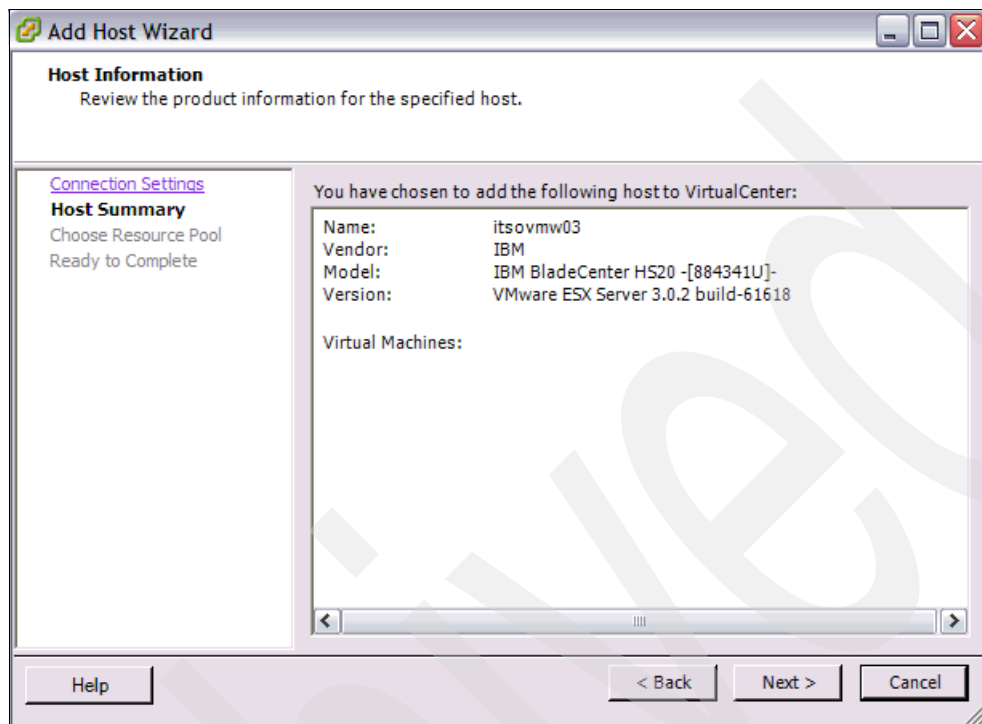 Add Host Wizard
Host Information
Review the product information for the specified host.
Connection Settings
Host Summary
Choose Resource Pool
Ready to Complete
You have chosen to add the following host to VirtualCenter:
Name: itsovmw03
Vendor: IBM
Model: IBM BladeCenter HS20 -[884341U]-
Version: VMware ESX Server 3.0.2 build-61618
Virtual Machines:
Help
< Back
Next >
Cancel